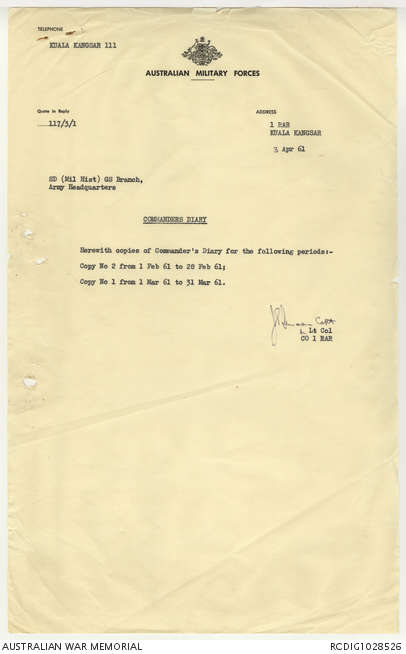 TELEPHONE
KUALA KANGSAR 111
AUSTRALIAN MILITARY FORCES
Quote in Reply
117/3/1
ADDRESS
1 RAR
KUALA KANGSAR
3 Apr 61
SD (Mil Hist) GS Branch,
Army Headquarters
COMMANDERS DIARY
Herewith copies of Commander's Diary for the following periods:-
Copy No 2 from 1 Feb 61 to 28 Feb 61;
Copy No 1 from 1 Mar 61 to 31 Mar 61.
Capt
Lt Col
CO 1 RAR
AUSTRALIAN WAR MEMORIAL
RCDIG1028526